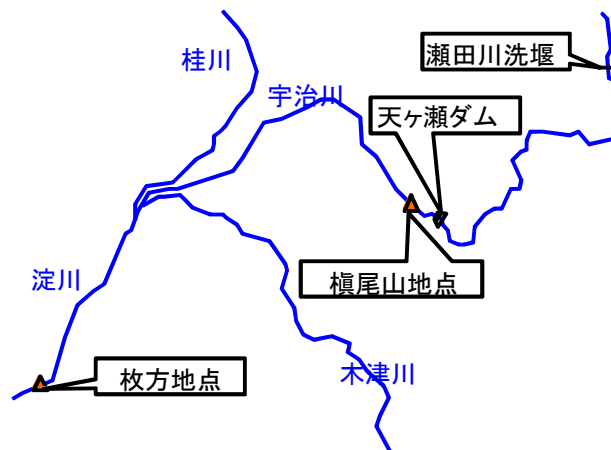 瀬田川洗堰
桂川
宇治川
天ヶ瀬ダム
淀川
槇尾山地点
枚方地点
木津川